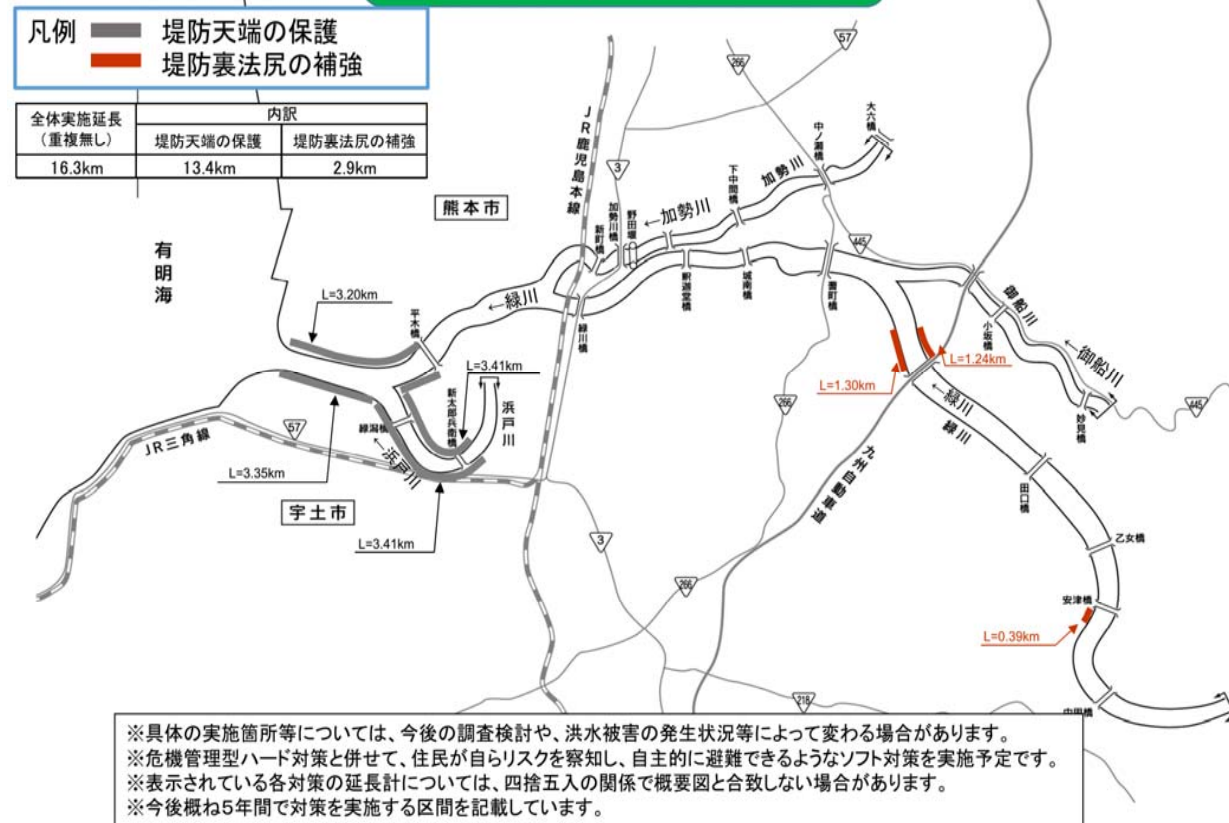 凡例
堤防天端の保護
堤防裏法尻の補強
全体実施延長
（重複無し）
内訳
堤防天端の保護
堤防裏法尻の補強
16.3km
13.4km
2.9km
熊本市
有明海
JR鹿児島本線
3
266
57
大六橋
中ノ瀬橋
加勢川
下中間橋
←加勢川
野田堰
加勢川橋
新町橋
445
L=3.20km
平木橋
←緑川
緑川橋
釈迦堂橋
城南橋
書町橋
御船川
小坂橋
←御船川
妙見橋
445
L=1.24km
L=1.30km
←緑川
緑川
L=3.41km
新太郎兵衛橋
浜戸川
緑潟橋
←浜戸川
57
JR三角線
L=3.35km
宇土市
L=3.41km
266
九州自動車道
田口橋
乙女橋
安津橋
L=0.39km
3
266
218
中甲橋
※具体の実施箇所等については、今後の調査検討や、洪水被害の発生状況等によって変わる場合があります。
※危機管理型ハード対策と併せて、住民が自らリスクを察知し、自主的に避難できるようなソフト対策を実施予定です。
※表示されている各対策の延長計については、四捨五入の関係で概要図と合致しない場合があります。
※今後概ね5年間で対策を実施する区間を記載しています。